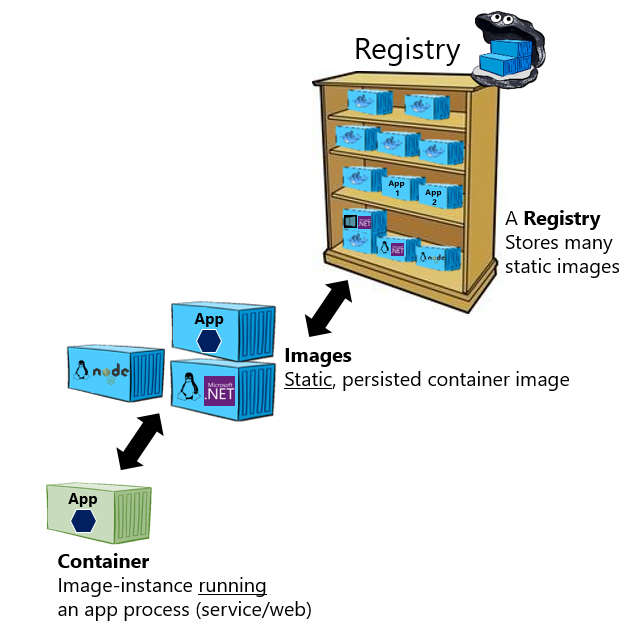 Registry
App
1
App
2
.NET
.NET
node
A Registry
Stores many
static images
App
Images
Static, persisted container image
node
Microsoft
.NET
App
Container
Image-instance running
an app process (service/web)